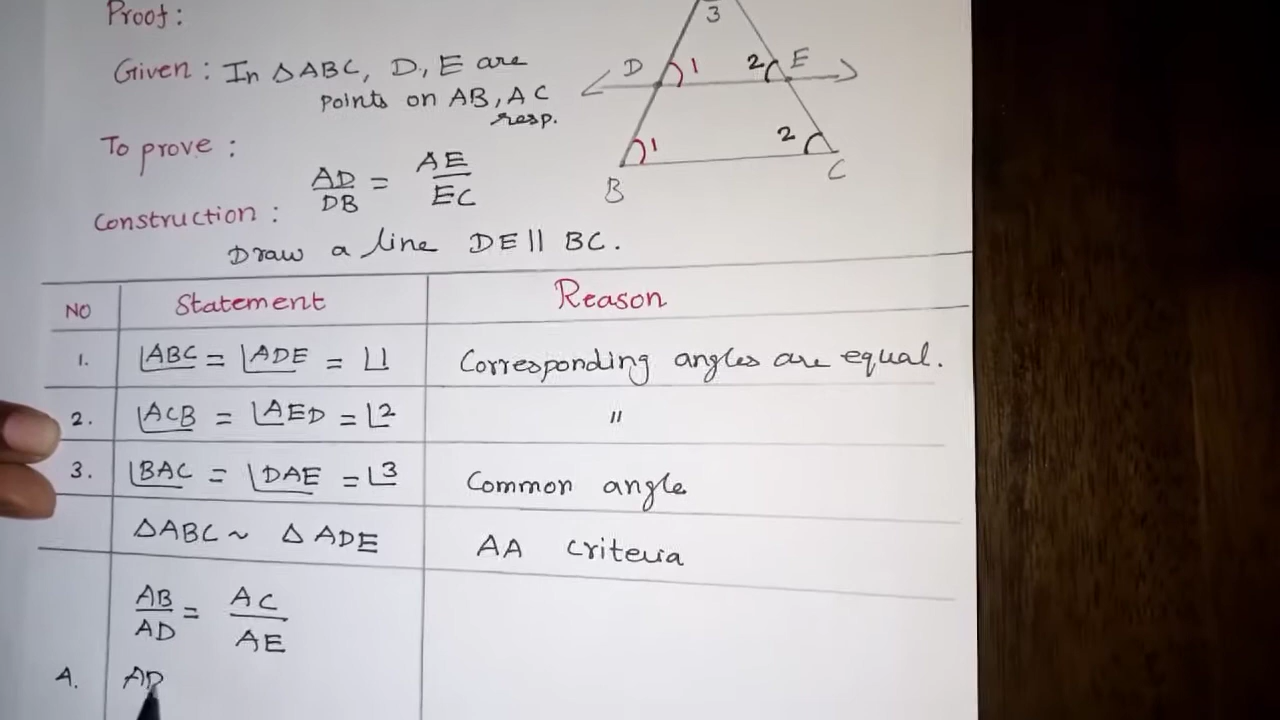 Proof:
Given: In △ABC, D, E are
points on AB, AC
resp.
To prove:
AD/DB = AE/EC
Construction:
Draw a line DE || BC.
3
D 1 2 E
1 2
B C
NO Statement Reason
1. ∠ABC = ∠ADE = ∠1 Corresponding angles are equal.
2. ∠ACB = ∠AED = ∠2 "
3. ∠BAC = ∠DAE = ∠3 Common angle
△ABC ~ △ADE AA criteria
AB/AD = AC/AE
4. AD